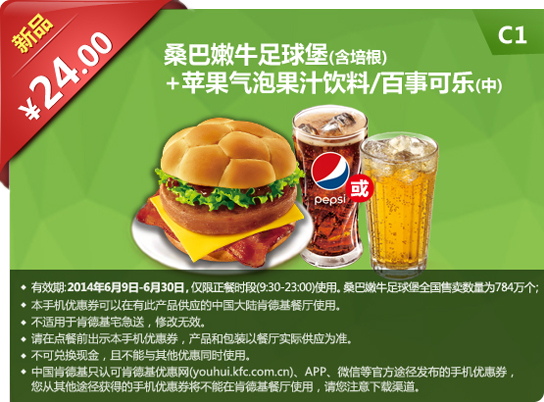 新品
¥24.00
C1
桑巴嫩牛足球堡(含培根)
+苹果气泡果汁饮料/百事可乐(中)
pepsi
或
有效期:2014年6月9日-6月30日, 仅限正餐时段(9:30-23:00)使用。桑巴嫩牛足球堡全国售卖数量为784万个;
本手机优惠券可以在有此产品供应的中国大陆肯德基餐厅使用。
不适用于肯德基宅急送，修改无效。
请在点餐前出示本手机优惠券，产品和包装以餐厅实际供应为准。
不可兑换现金，且不能与其他优惠同时使用。
中国肯德基只认可肯德基优惠网(youhui.kfc.com.cn)、APP、微信等官方途径发布的手机优惠券，
您从其他途径获得的手机优惠券将不能在肯德基餐厅使用，请您注意下载渠道。